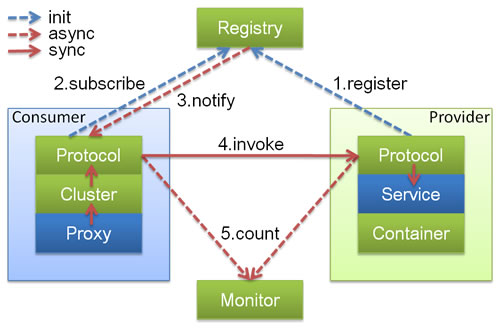 init
async
sync
Registry
2.subscribe
3.notify
1.register
Consumer
Provider
Protocol
4.invoke
Protocol
Cluster
Service
Proxy
5.count
Container
Monitor